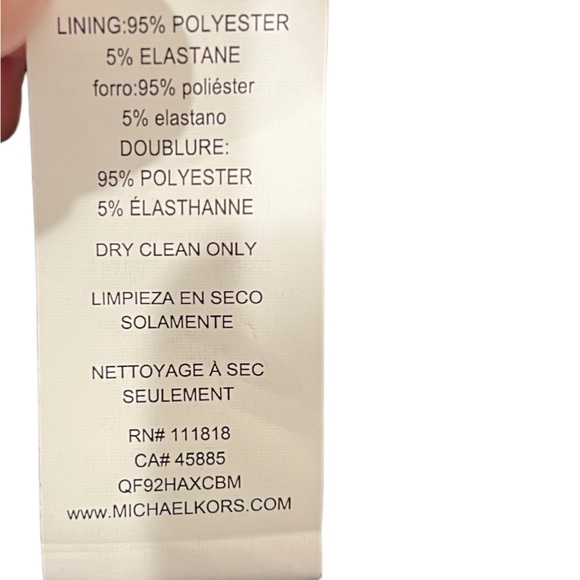 LINING:95% POLYESTER
5% ELASTANE
forro:95% poliéster
5% elastano
DOUBLURE:
95% POLYESTER
5% ÉLASTHANNE
DRY CLEAN ONLY
LIMPIEZA EN SECO
SOLAMENTE
NETTOYAGE À SEC
SEULEMENT
RN# 111818
CA# 45885
QF92HAXCBM
www.MICHAELKORS.COM